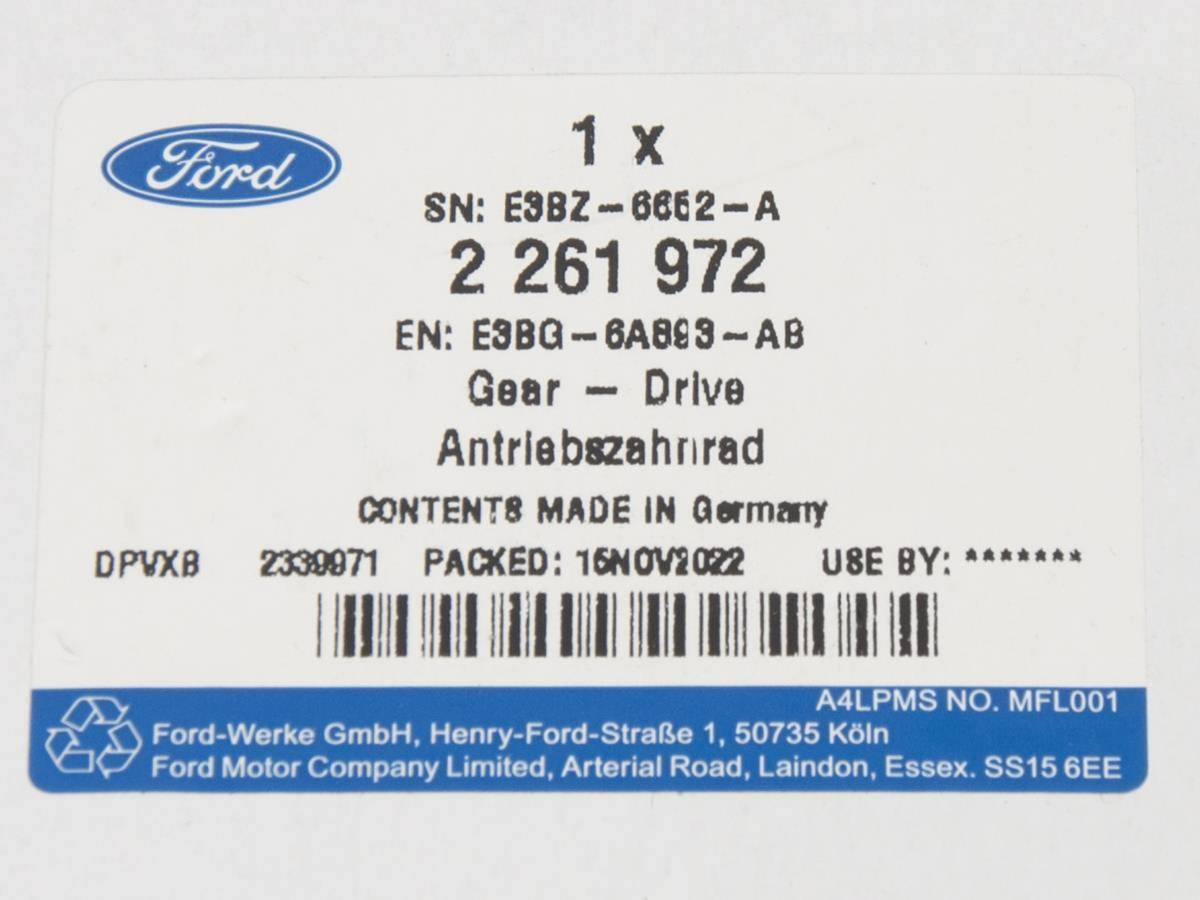 Ford
1 x
SN: E3BZ-6652-A
2 261 972
EN: E3BG-6A893-AB
Gear - Drive
Antriebszahnrad
CONTENTS MADE IN Germany
DPVXB 2339971 PACKED: 15NOV2022 USE BY: *******
A4LPMS NO. MFL001
Ford-Werke GmbH, Henry-Ford-Straße 1, 50735 Köln
Ford Motor Company Limited, Arterial Road, Laindon, Essex. SS15 6EE